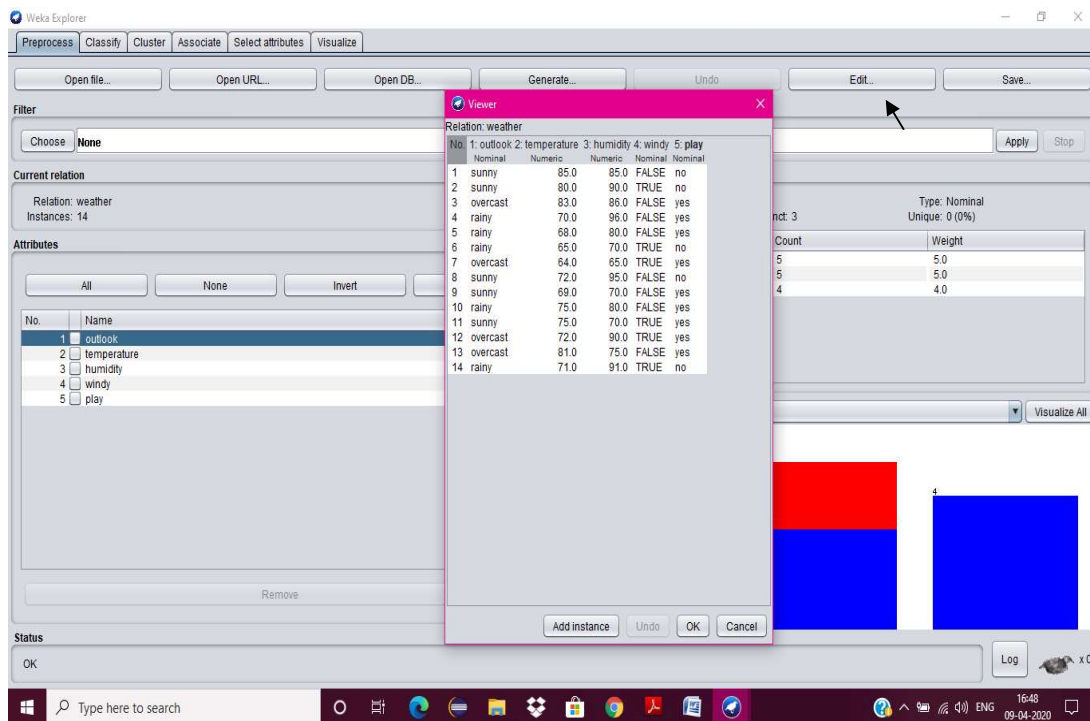 Weka Explorer
Preprocess Classify Cluster Associate Select attributes Visualize
Open file... Open URL... Open DB... Generate... Undo Edit... Save...
Filter
Choose None Apply Stop
Current relation
Relation: weather
Instances: 14
Attributes
All None Invert
No. Name
1 outlook
2 temperature
3 humidity
4 windy
5 play
Remove
Status
OK
Viewer
Relation: weather
No. 1: outlook 2: temperature 3: humidity 4: windy 5: play
Nominal Numeric Numeric Nominal Nominal
1 sunny 85.0 85.0 FALSE no
2 sunny 80.0 90.0 TRUE no
3 overcast 83.0 86.0 FALSE yes
4 rainy 70.0 96.0 FALSE yes
5 rainy 68.0 80.0 FALSE yes
6 rainy 65.0 70.0 TRUE no
7 overcast 64.0 65.0 TRUE yes
8 sunny 72.0 95.0 FALSE no
9 sunny 69.0 70.0 FALSE yes
10 rainy 75.0 80.0 FALSE yes
11 sunny 75.0 70.0 TRUE yes
12 overcast 72.0 90.0 TRUE yes
13 overcast 81.0 75.0 FALSE yes
14 rainy 71.0 91.0 TRUE no
Add instance Undo OK Cancel
Type: Nominal
nct: 3 Unique: 0 (0%)
Count Weight
5 5.0
5 5.0
4 4.0
Visualize All
4
Log x 0
Type here to search
ENG
16:48
09-04-2020